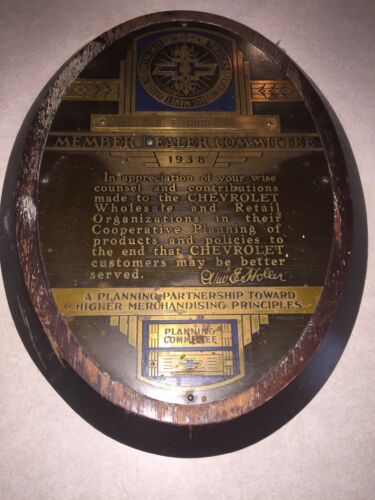 MEMBER DEALER COMMITTEE
1938
In appreciation of your wise
counsel and contributions
made to the CHEVROLET
Wholesale and Retail
Organizations in their
Cooperative Planning of
products and policies to
the end that CHEVROLET
customers may be better
served. Wm E Holler
A PLANNING PARTNERSHIP TOWARD
HIGHER MERCHANDISING PRINCIPLES
PLANNING
COMMITTEE